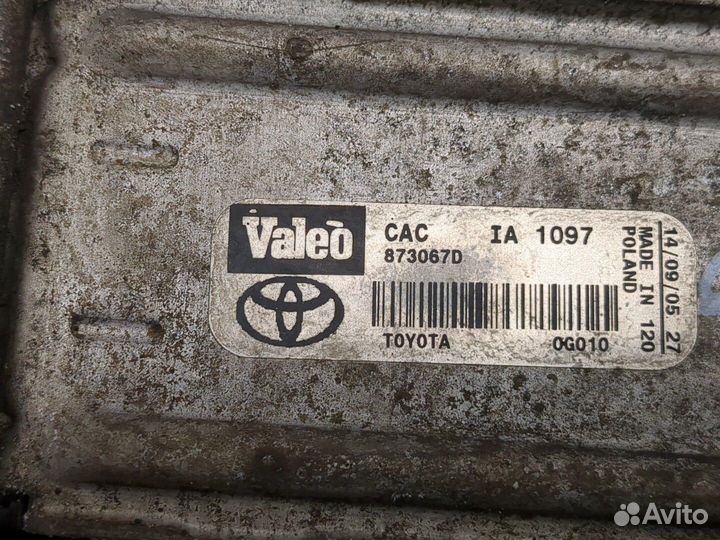 Valeo
CAC IA 1097
873067D
TOYOTA 0G010
14/09/05 27
MADE IN 120
POLAND
Avito